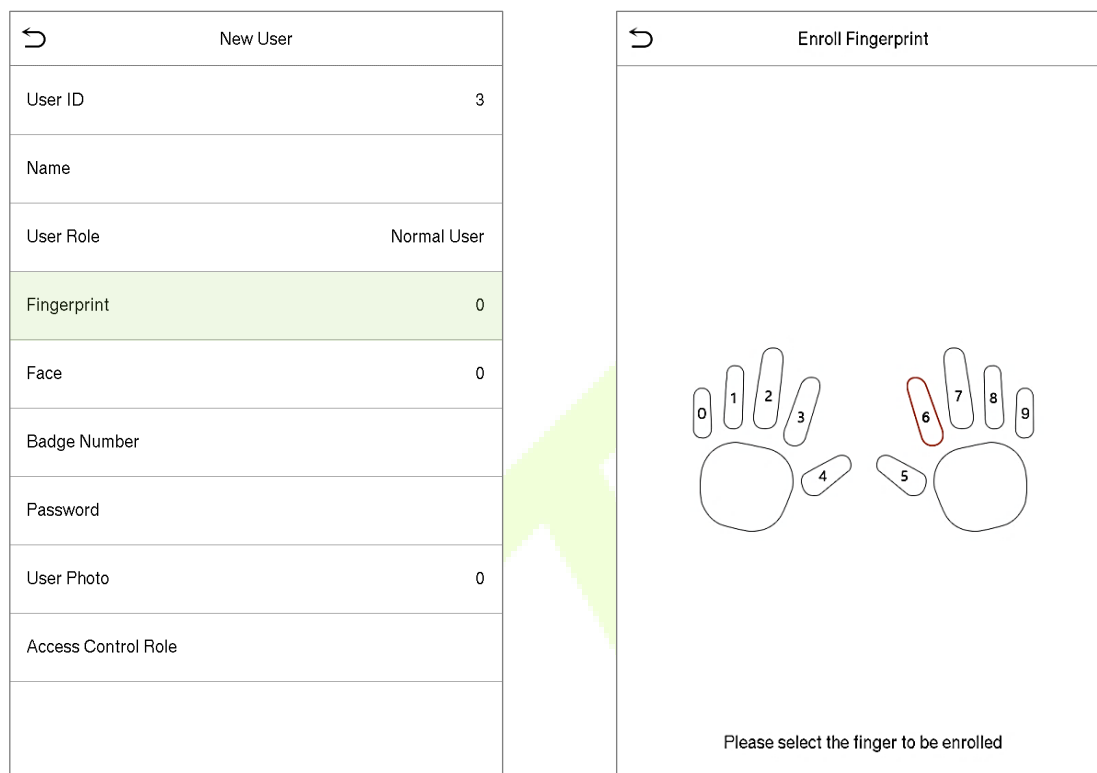 New User
User ID 3
Name
User Role Normal User
Fingerprint 0
Face 0
Badge Number
Password
User Photo 0
Access Control Role
Enroll Fingerprint
0 1 2 3 4 5 6 7 8 9
Please select the finger to be enrolled